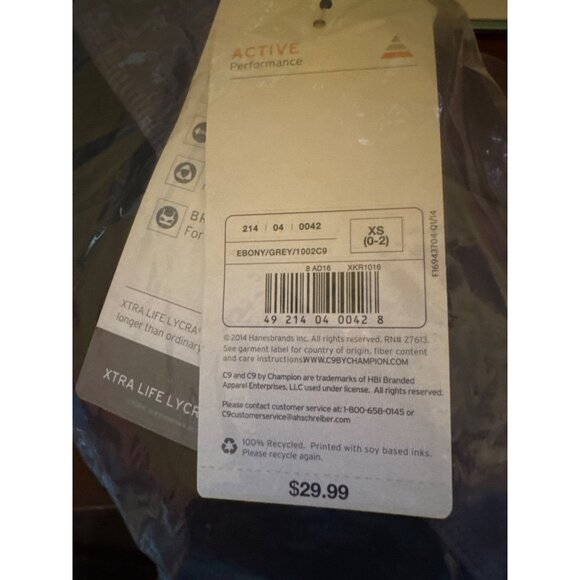 ACTIVE
Performance
214 | 04 | 0042
XS
(0-2)
EBONY/GREY/1002C9
8 AD16 XKR1016
49 214 04 0042 8
F16943704-Q1/14
© 2014 Hanesbrands Inc. All rights reserved. RN# 27613.
See garment label for country of origin, fiber content
and care instructions WWW.C9BYCHAMPION.COM
C9 and C9 by Champion are trademarks of HBI Branded
Apparel Enterprises, LLC used under license. All rights reserved.
Please contact customer service at: 1-800-658-0145 or
C9customerservice@ahschreiber.com
100% Recycled. Printed with soy based inks.
Please recycle again.
$29.99
BR
For
XTRA LIFE LYCRA®
longer than ordinary
XTRA LIFE LYCR